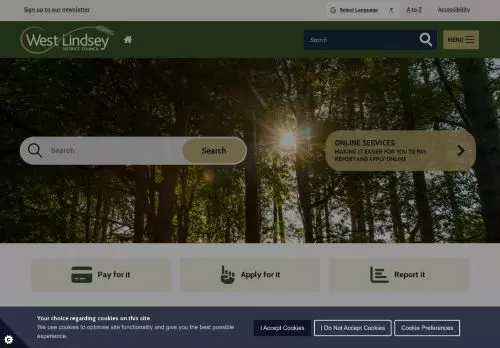 Sign up to our newsletter
Select Language
A to Z
Accessibility
West Lindsey
DISTRICT COUNCIL
Search
MENU
Search
Search
ONLINE SERVICES
MAKING IT EASIER FOR YOU TO PAY,
REPORT AND APPLY ONLINE
Pay for it
Apply for it
Report it
Your choice regarding cookies on this site
We use cookies to optimise site functionality and give you the best possible
experience.
I Accept Cookies
I Do Not Accept Cookies
Cookie Preferences